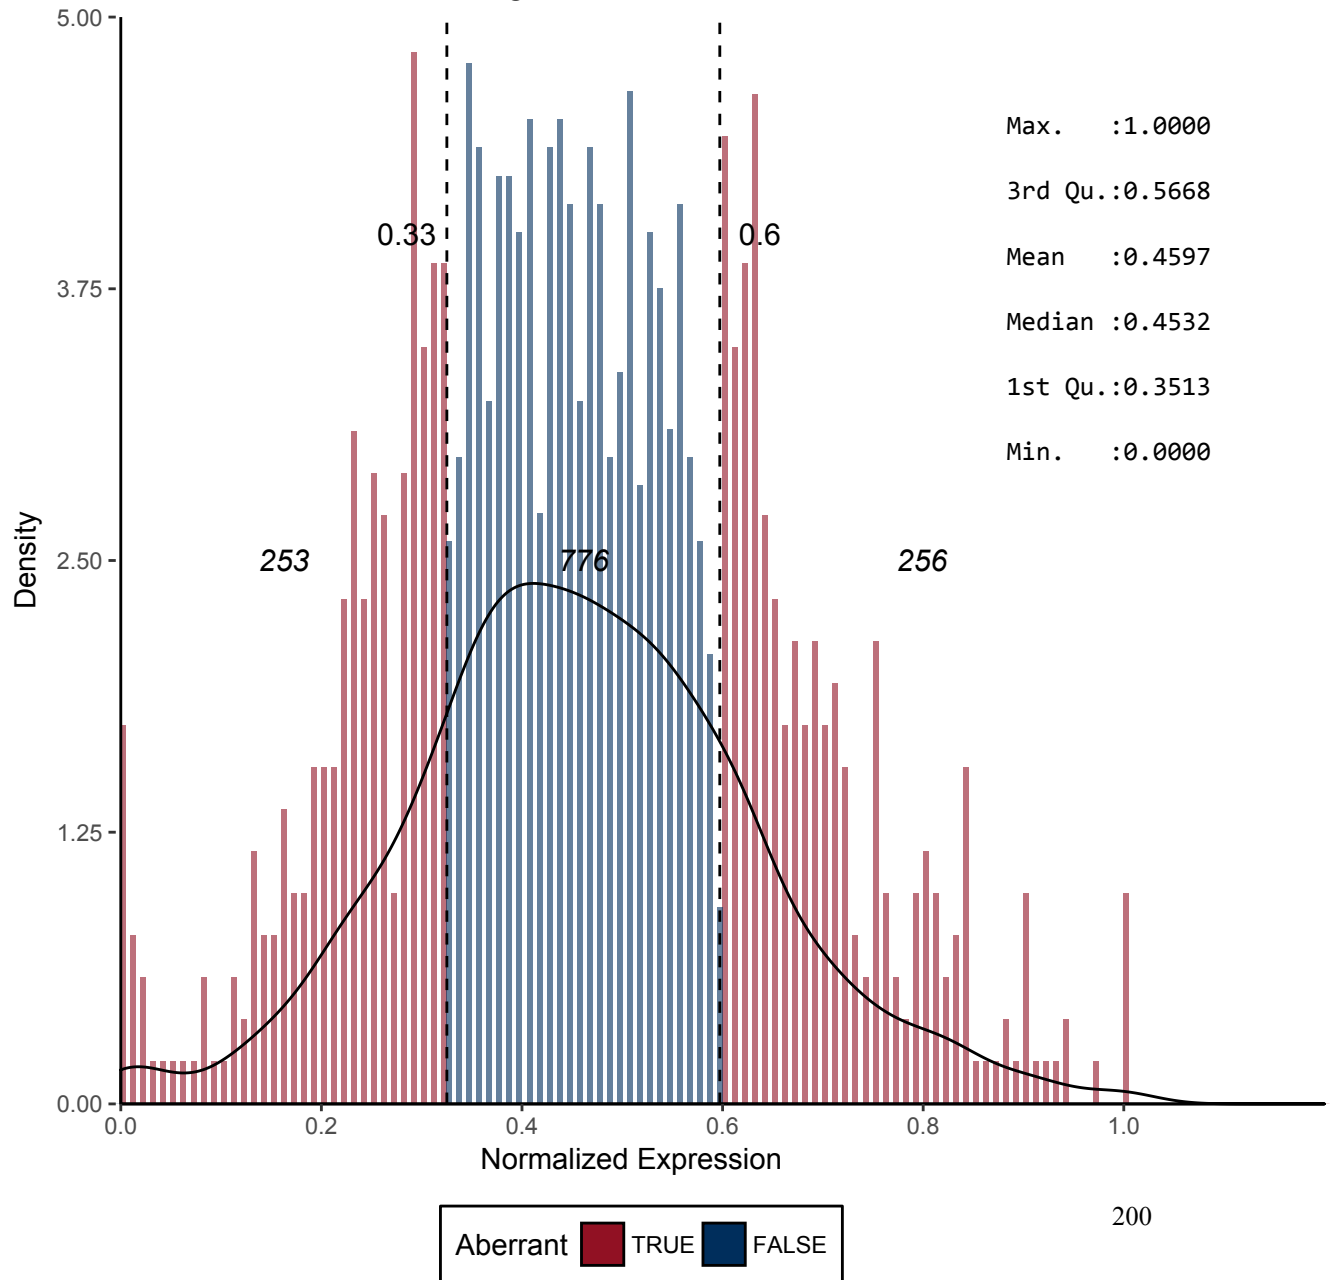 5.00
Max. :1.0000
3rd Qu.:0.5668
0.33
0.6
Mean :0.4597
3.75
Median :0.4532
1st Qu.:0.3513
Min. :0.0000
253
776
256
2.50
Density
1.25
0.00
0.0 0.2 0.4 0.6 0.8 1.0
Normalized Expression
200
Aberrant TRUE FALSE